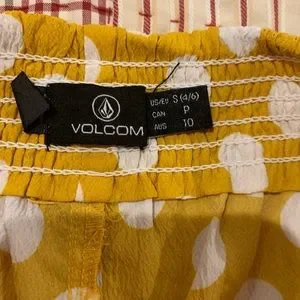 VOLCOM
US/EU S (4/6)
CAN P
AUS 10